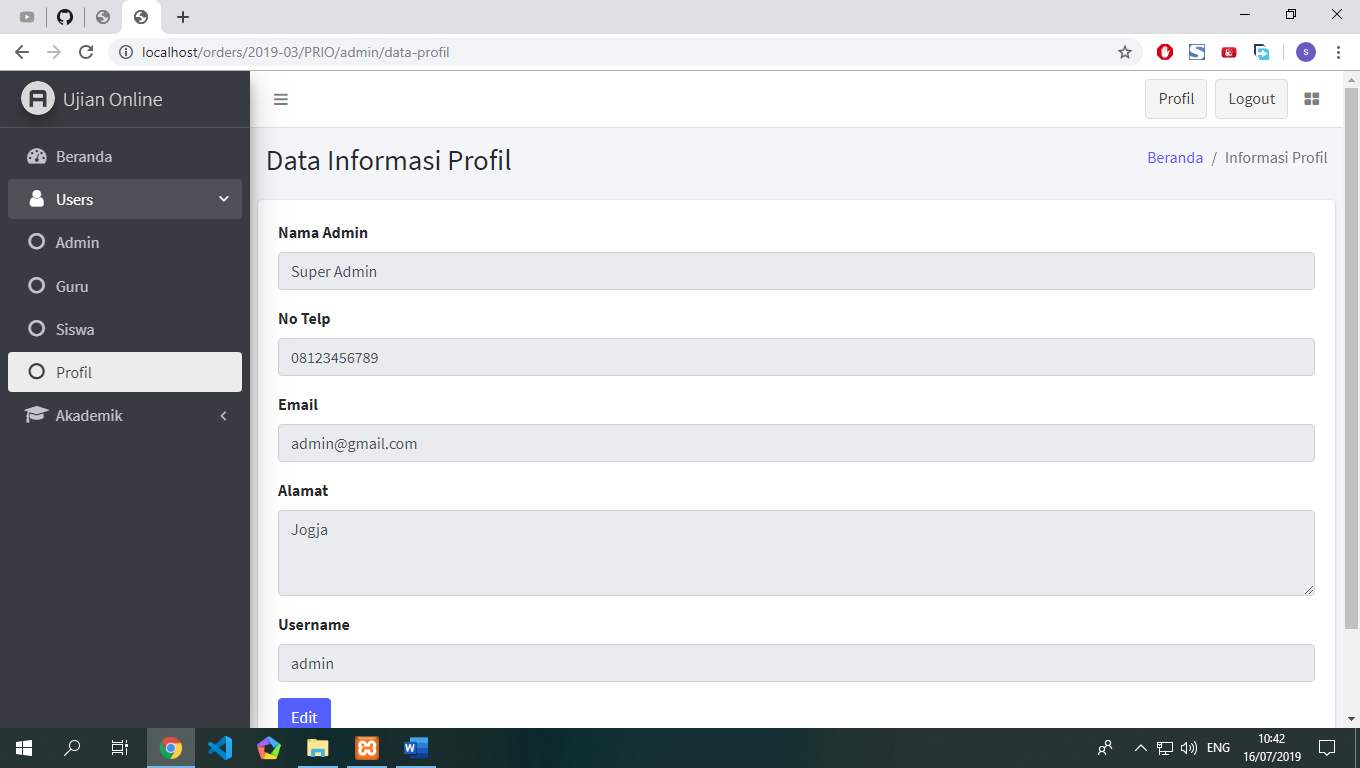 localhost/orders/2019-03/PRIO/admin/data-profil
S
Ujian Online
Profil
Logout
Beranda
Users
Admin
Guru
Siswa
Profil
Akademik
Data Informasi Profil
Beranda / Informasi Profil
Nama Admin
Super Admin
No Telp
08123456789
Email
admin@gmail.com
Alamat
Jogja
Username
admin
Edit
ENG
10:42
16/07/2019